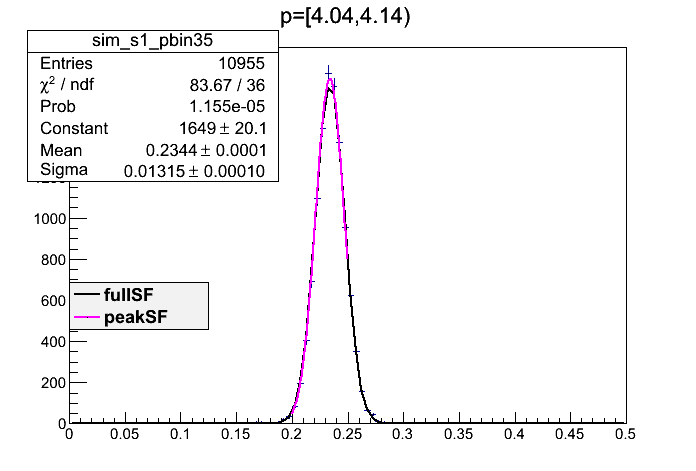 p=[4.04,4.14)
sim_s1_pbin35
Entries 10955
χ² / ndf 83.67 / 36
Prob 1.155e-05
Constant 1649 ± 20.1
Mean 0.2344 ± 0.0001
Sigma 0.01315 ± 0.00010
1000
800
fullSF
600
peakSF
400
200
0
0 0.05 0.1 0.15 0.2 0.25 0.3 0.35 0.4 0.45 0.5